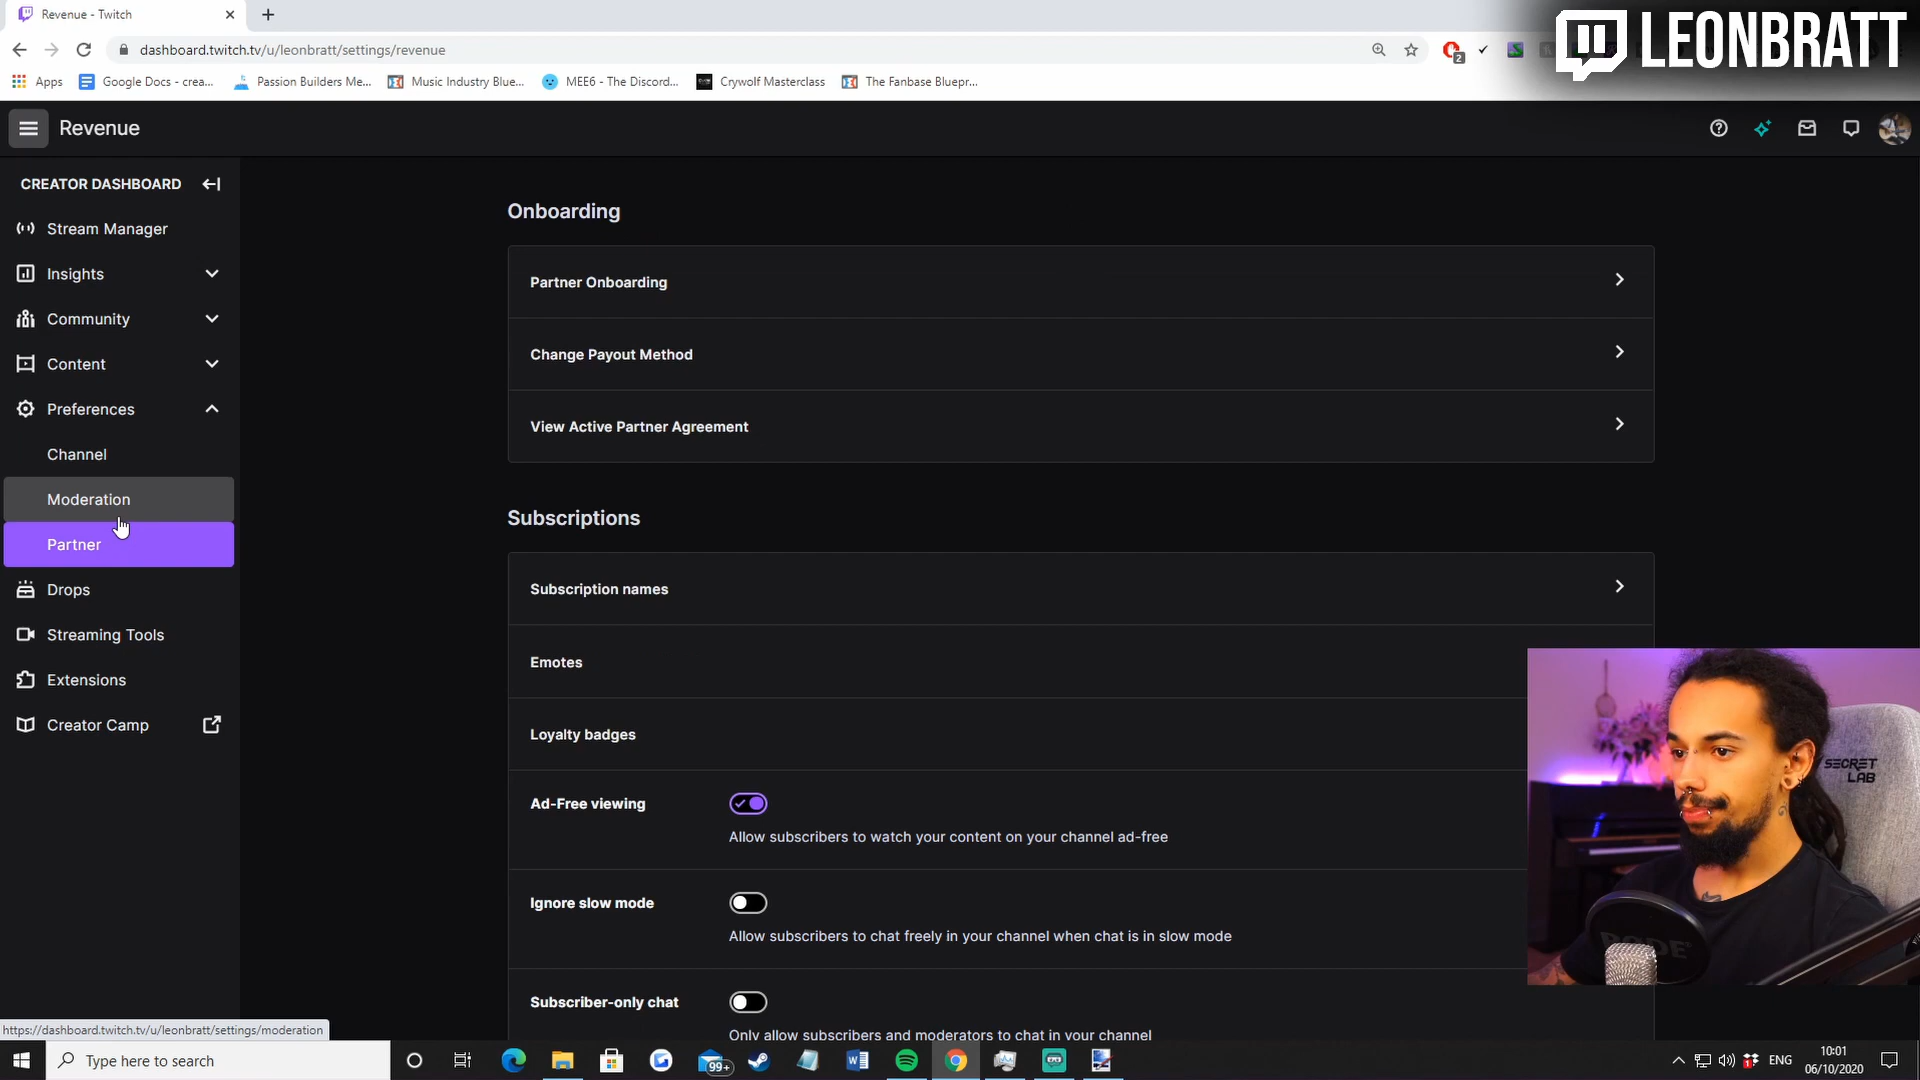 Revenue - Twitch
LEONBRATT
dashboard.twitch.tv/u/leonbratt/settings/revenue
2
Apps
Google Docs - crea...
Passion Builders Me...
Music Industry Blue...
MEE6 - The Discord...
Crywolf Masterclass
The Fanbase Bluepr...
Revenue
CREATOR DASHBOARD
Stream Manager
Insights
Community
Content
Preferences
Channel
Moderation
Partner
Drops
Streaming Tools
Extensions
Creator Camp
Onboarding
Partner Onboarding
Change Payout Method
View Active Partner Agreement
Subscriptions
Subscription names
Emotes
Loyalty badges
Ad-Free viewing
Allow subscribers to watch your content on your channel ad-free
Ignore slow mode
Allow subscribers to chat freely in your channel when chat is in slow mode
Subscriber-only chat
Only allow subscribers and moderators to chat in your channel
SECRET
LAB
RODE
https://dashboard.twitch.tv/u/leonbratt/settings/moderation
Type here to search
99+
ENG
10:01
06/10/2020